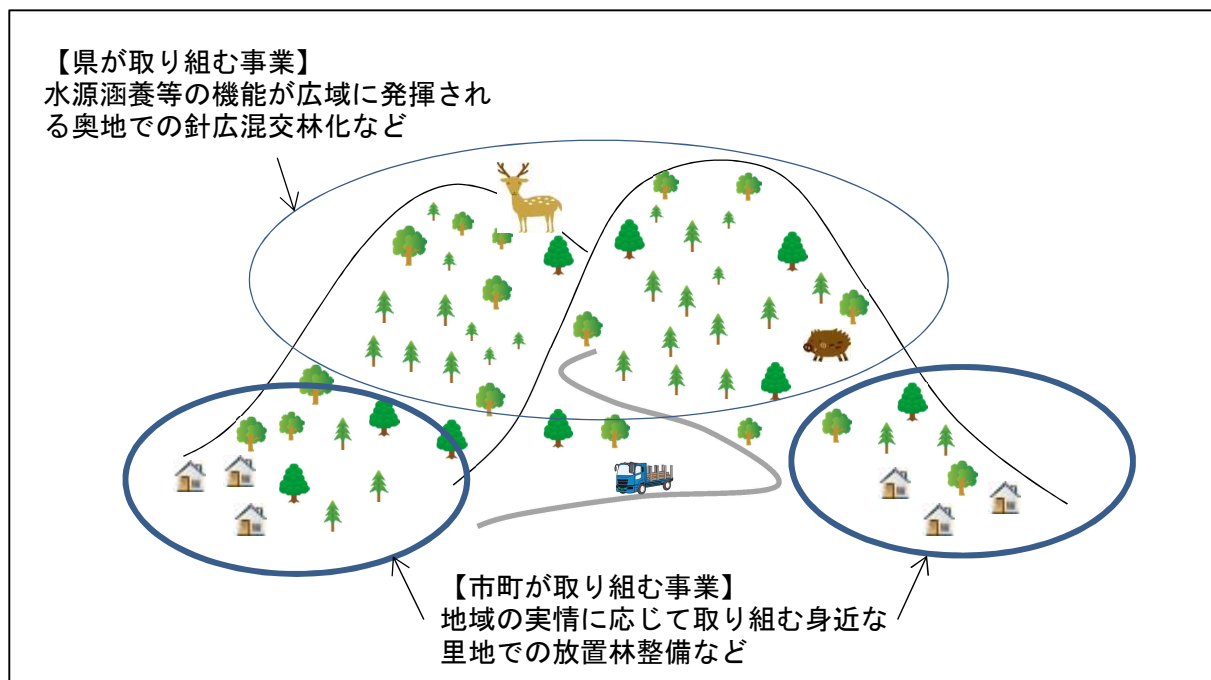 【県が取り組む事業】
水源涵養等の機能が広域に発揮され
る奥地での針広混交林化など
【市町が取り組む事業】
地域の実情に応じて取り組む身近な
里地での放置林整備など